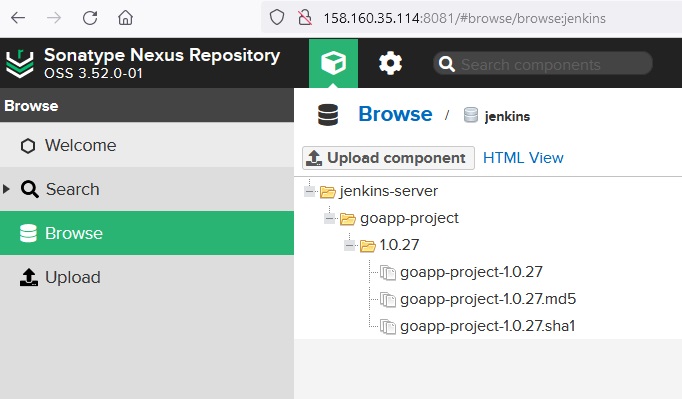 158.160.35.114:8081/#browse/browse:jenkins
Sonatype Nexus Repository
OSS 3.52.0-01
Search components
Browse
Browse / jenkins
Welcome
Upload component HTML View
Search
jenkins-server
goapp-project
Browse
1.0.27
goapp-project-1.0.27
Upload
goapp-project-1.0.27.md5
goapp-project-1.0.27.sha1